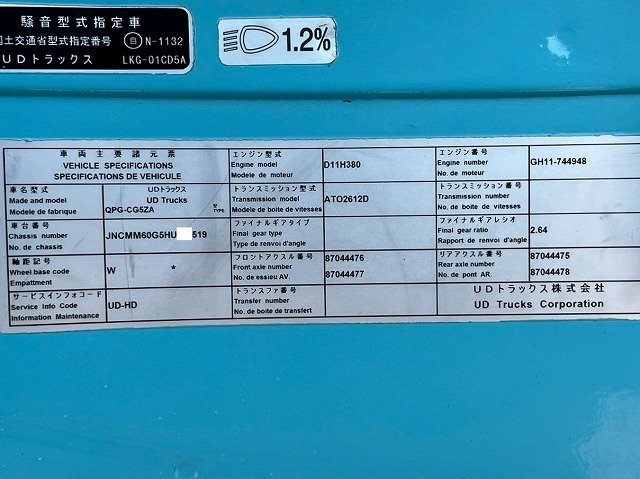 騒音型式指定車
国土交通省型式指定番号 自 N-1132
UDトラックス LKG-01CD5A
1.2%
車両主要諸元票
VEHICLE SPECIFICATIONS
SPECIFICATIONS DE VEHICULE
エンジン型式
Engine model
Modele de moteur
D11H380
エンジン番号
Engine number
No. de moteur
GH11-744948
車名型式
Made and model
Modele de fabrique
UDトラックス
UD Trucks
QPG-CG5ZA
型
TYPE
トランスミッション型式
Transmission model
Modele de boite de vitesses
ATO2612D
トランスミッション番号
Transmission number
No. de boite de vitesses
車台番号
Chassis number
No. de chassis
JNCMM60G5HU 519
ファイナルギアタイプ
Final gear type
Type de renvoi d'angle
ファイナルギアレシオ
Final gear ratio
Rapport de renvoi d'angle
2.64
軸距記号
Wheel base code
Empattment
W *
フロントアクスル番号
Front axle number
No. de essieu AV.
87044476
87044477
リアアクスル番号
Rear axle number
No. de pont AR.
87044475
87044478
サービスインフォコード
Service Info Code
Information Maintenance
UD-HD
トランスファ番号
Transfer number
No. de boite de transfert
UDトラックス株式会社
UD Trucks Corporation